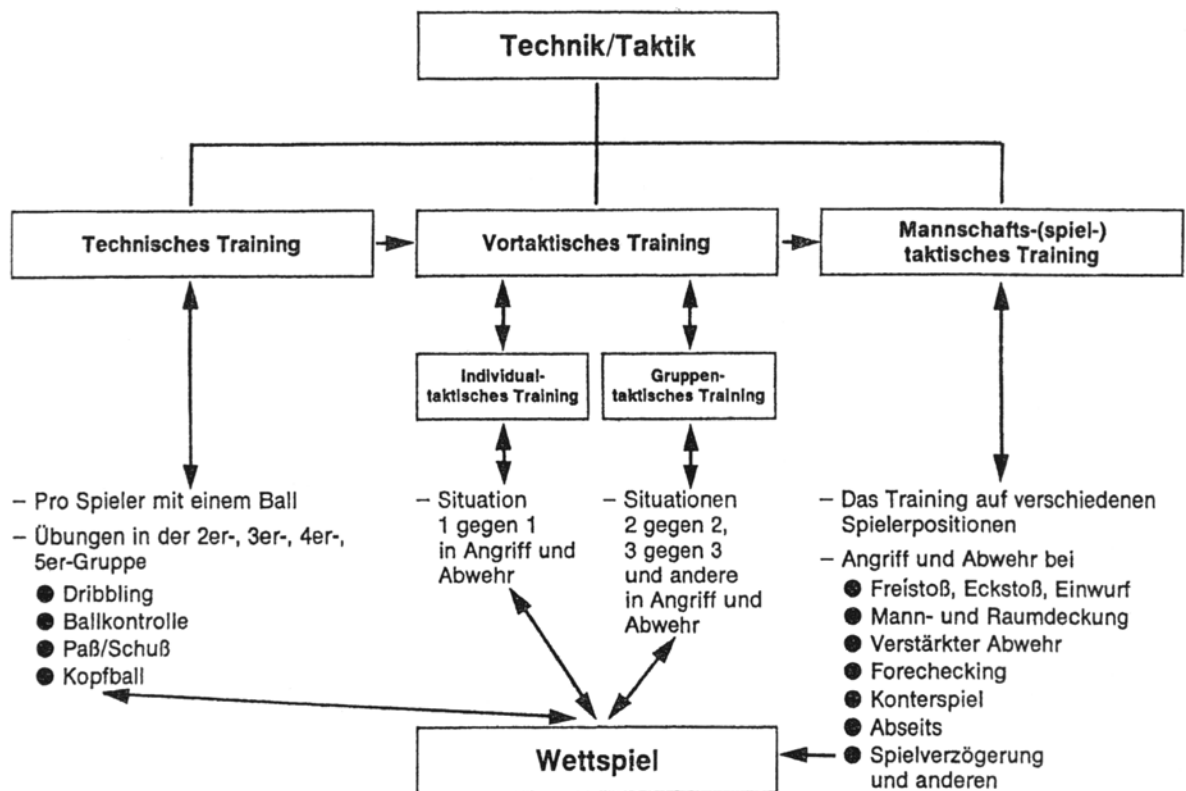 Technik/Taktik
Technisches Training
Vortaktisches Training
Mannschafts-(spiel-)
taktisches Training
Individual-
taktisches Training
Gruppen-
taktisches Training
– Pro Spieler mit einem Ball
– Übungen in der 2er-, 3er-, 4er-,
5er-Gruppe
● Dribbling
● Ballkontrolle
● Paß/Schuß
● Kopfball
– Situation
1 gegen 1
in Angriff und
Abwehr
– Situationen
2 gegen 2,
3 gegen 3
und andere
in Angriff und
Abwehr
– Das Training auf verschiedenen
Spielerpositionen
– Angriff und Abwehr bei
● Freistoß, Eckstoß, Einwurf
● Mann- und Raumdeckung
● Verstärkter Abwehr
● Forechecking
● Konterspiel
● Abseits
● Spielverzögerung
und anderen
Wettspiel